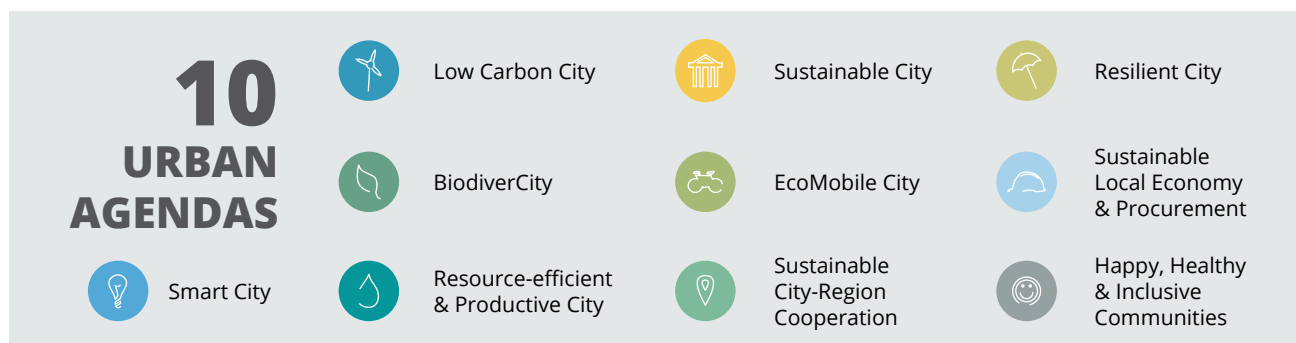 10
URBAN
AGENDAS
Low Carbon City
Sustainable City
Resilient City
BiodiverCity
EcoMobile City
Sustainable
Local Economy
& Procurement
Smart City
Resource-efficient
& Productive City
Sustainable
City-Region
Cooperation
Happy, Healthy
& Inclusive
Communities